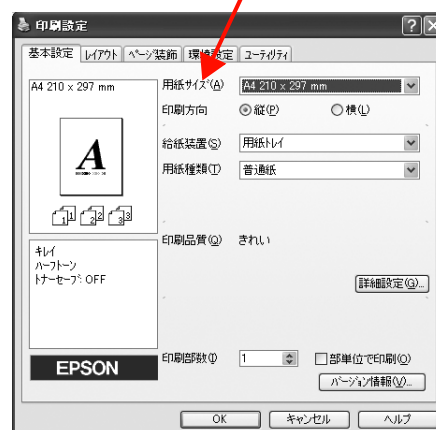 印刷設定
基本設定 レイアウト ページ装飾 環境設定 ユーティリティ
A4 210 x 297 mm
A
1 1 2 2 3 3
キレイ
ハーフトーン
トナーセーブ: OFF
EPSON
用紙サイズ(A) A4 210 x 297 mm
印刷方向 縦(P) 横(L)
給紙装置(S) 用紙トレイ
用紙種類(T) 普通紙
印刷品質(Q) きれい
詳細設定(G)...
印刷部数(I) 1 部単位で印刷(O)
バージョン情報(V)...
OK キャンセル ヘルプ